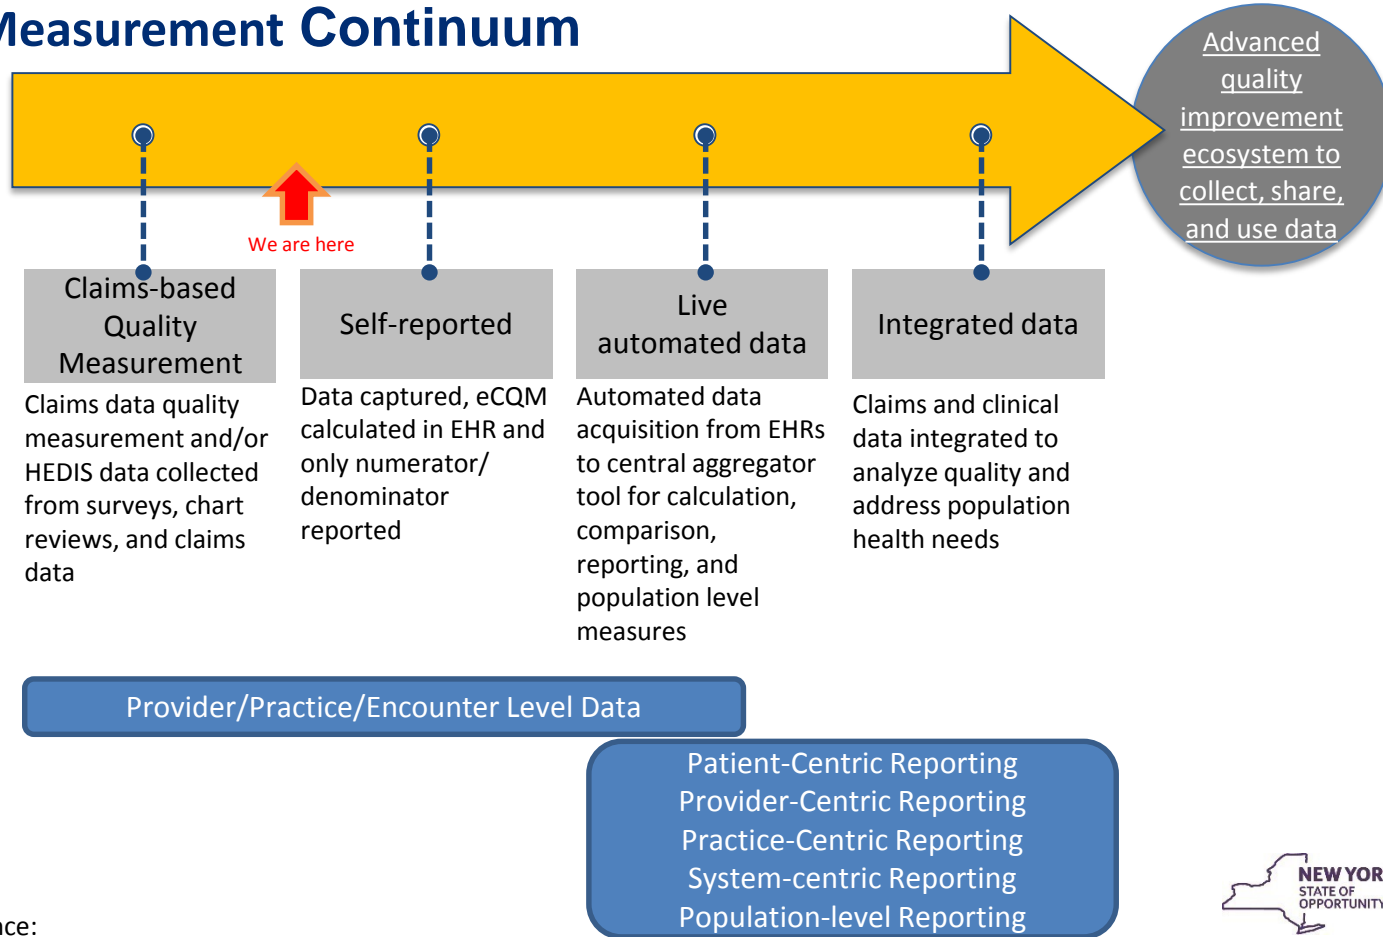 Measurement Continuum
Advanced
quality
improvement
ecosystem to
collect, share,
and use data
We are here
Claims-based
Quality
Measurement
Claims data quality
measurement and/or
HEDIS data collected
from surveys, chart
reviews, and claims
data
Self-reported
Data captured, eCQM
calculated in EHR and
only numerator/
denominator
reported
Live
automated data
Automated data
acquisition from EHRs
to central aggregator
tool for calculation,
comparison,
reporting, and
population level
measures
Integrated data
Claims and clinical
data integrated to
analyze quality and
address population
health needs
Provider/Practice/Encounter Level Data
Patient-Centric Reporting
Provider-Centric Reporting
Practice-Centric Reporting
System-centric Reporting
Population-level Reporting
NEW YOR
STATE OF
OPPORTUNITY
nce: